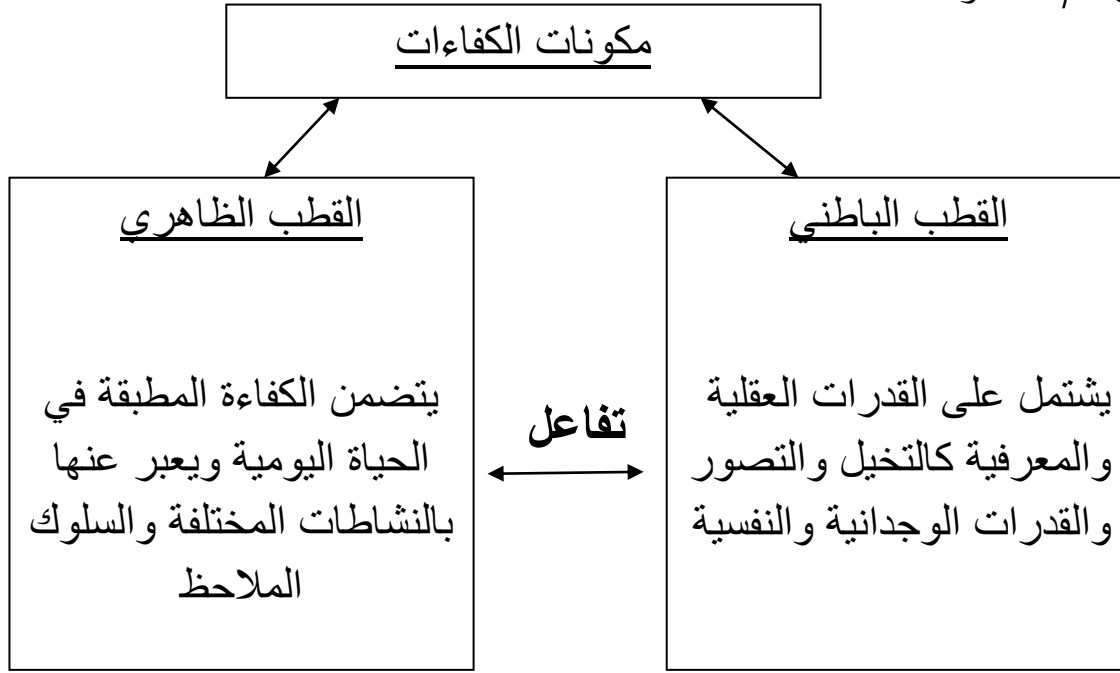 مكونات الكفاءات
القطب الباطني
يشتمل على القدرات العقلية
والمعرفية كالتخيل والتصور
والقدرات الوجدانية والنفسية
تفاعل
القطب الظاهري
يتضمن الكفاءة المطبقة في
الحياة اليومية ويعبر عنها
بالنشاطات المختلفة والسلوك
الملاحظ